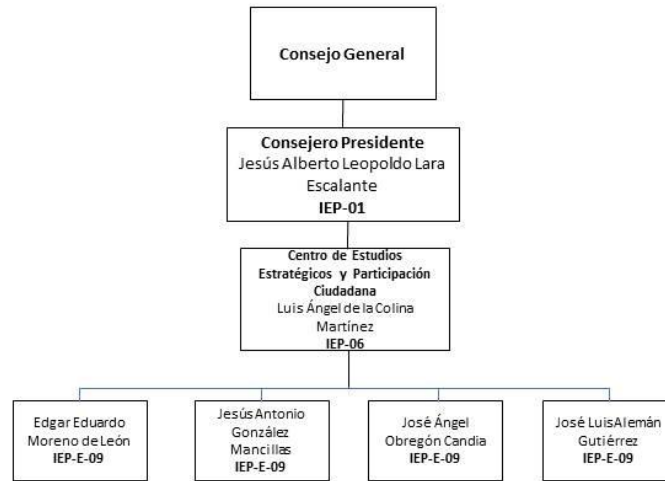 Consejo General
Consejero Presidente
Jesús Alberto Leopoldo Lara
Escalante
IEP-01
Centro de Estudios
Estratégicos y Participación
Ciudadana
Luis Ángel de la Colina
Martínez
IEP-06
Edgar Eduardo
Moreno de León
IEP-E-09
Jesús Antonio
González
Mancillas
IEP-E-09
José Ángel
Obregón Candia
IEP-E-09
José Luis Alemán
Gutiérrez
IEP-E-09